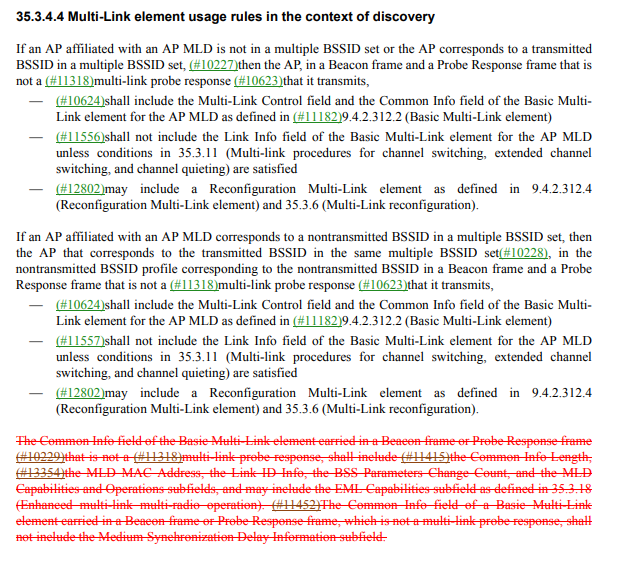 35.3.4.4 Multi-Link element usage rules in the context of discovery
If an AP affiliated with an AP MLD is not in a multiple BSSID set or the AP corresponds to a transmitted
BSSID in a multiple BSSID set, (#10227)then the AP, in a Beacon frame and a Probe Response frame that is
not a (#11318)multi-link probe response (#10623)that it transmits,
— (#10624)shall include the Multi-Link Control field and the Common Info field of the Basic Multi-
Link element for the AP MLD as defined in (#11182)9.4.2.312.2 (Basic Multi-Link element)
— (#11556)shall not include the Link Info field of the Basic Multi-Link element for the AP MLD
unless conditions in 35.3.11 (Multi-link procedures for channel switching, extended channel
switching, and channel quieting) are satisfied
— (#12802)may include a Reconfiguration Multi-Link element as defined in 9.4.2.312.4
(Reconfiguration Multi-Link element) and 35.3.6 (Multi-Link reconfiguration).
If an AP affiliated with an AP MLD corresponds to a nontransmitted BSSID in a multiple BSSID set, then
the AP that corresponds to the transmitted BSSID in the same multiple BSSID set(#10228), in the
nontransmitted BSSID profile corresponding to the nontransmitted BSSID in a Beacon frame and a Probe
Response frame that is not a (#11318)multi-link probe response (#10623)that it transmits,
— (#10624)shall include the Multi-Link Control field and the Common Info field of the Basic Multi-
Link element for the AP MLD as defined in (#11182)9.4.2.312.2 (Basic Multi-Link element)
— (#11557)shall not include the Link Info field of the Basic Multi-Link element for the AP MLD
unless conditions in 35.3.11 (Multi-link procedures for channel switching, extended channel
switching, and channel quieting) are satisfied
— (#12802)may include a Reconfiguration Multi-Link element as defined in 9.4.2.312.4
(Reconfiguration Multi-Link element) and 35.3.6 (Multi-Link reconfiguration).
The Common Info field of the Basic Multi-Link element carried in a Beacon frame or Probe Response frame
(#10229)that is not a (#11318)multi-link probe response, shall include (#11415)the Common Info Length,
(#13354)the MLD MAC Address, the Link ID Info, the BSS Parameters Change Count, and the MLD
Capabilities and Operations subfields, and may include the EML Capabilities subfield as defined in 35.3.18
(Enhanced multi-link multi-radio operation). (#11452)The Common Info field of a Basic Multi-Link
element carried in a Beacon frame or Probe Response frame, which is not a multi-link probe response, shall
not include the Medium Synchronization Delay Information subfield.